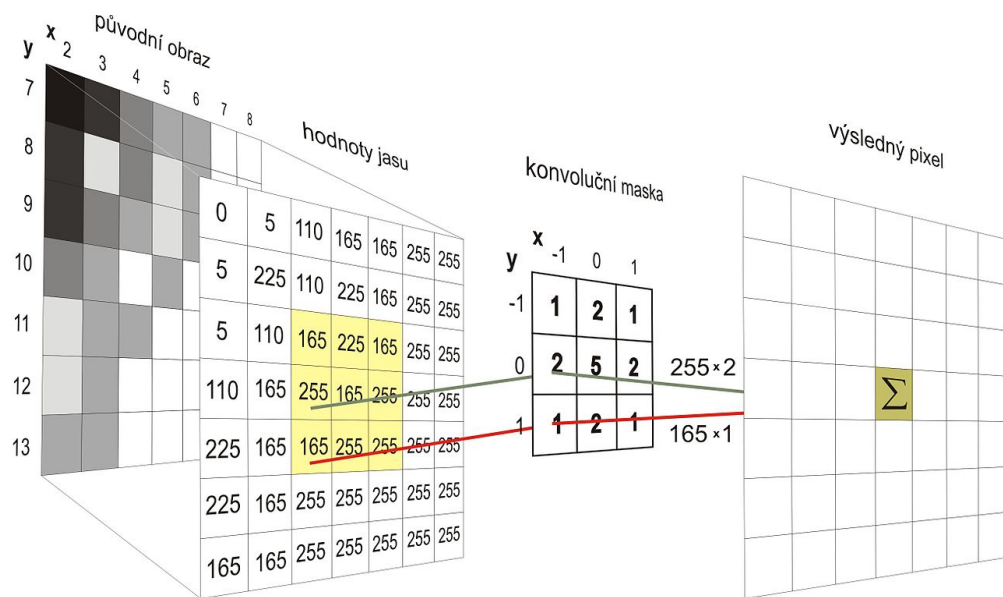 původní obraz
x
y
2 3 4 5 6 7 8
7
8
9
10
11
12
13
hodnoty jasu
0 5 110 165 165 255 255
5 225 110 225 165 255 255
5 110 165 225 165 255 255
110 165 255 165 255 255 255
225 165 165 255 255 255 255
225 165 255 255 255 255 255
165 165 255 255 255 255 255
konvoluční maska
x
y
-1 0 1
-1 1 2 1
0 2 5 2
1 1 2 1
255×2
165×1
výsledný pixel
Σ